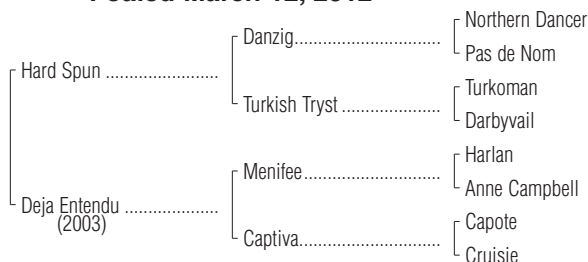 Foaled March 12, 2012
Northern Dancer
Danzig
Pas de Nom
Hard Spun
Turkoman
Turkish Tryst
Darbyvail
Harlan
Menifee
Anne Campbell
Deja Entendu
(2003)
Capote
Captiva
Cruisie